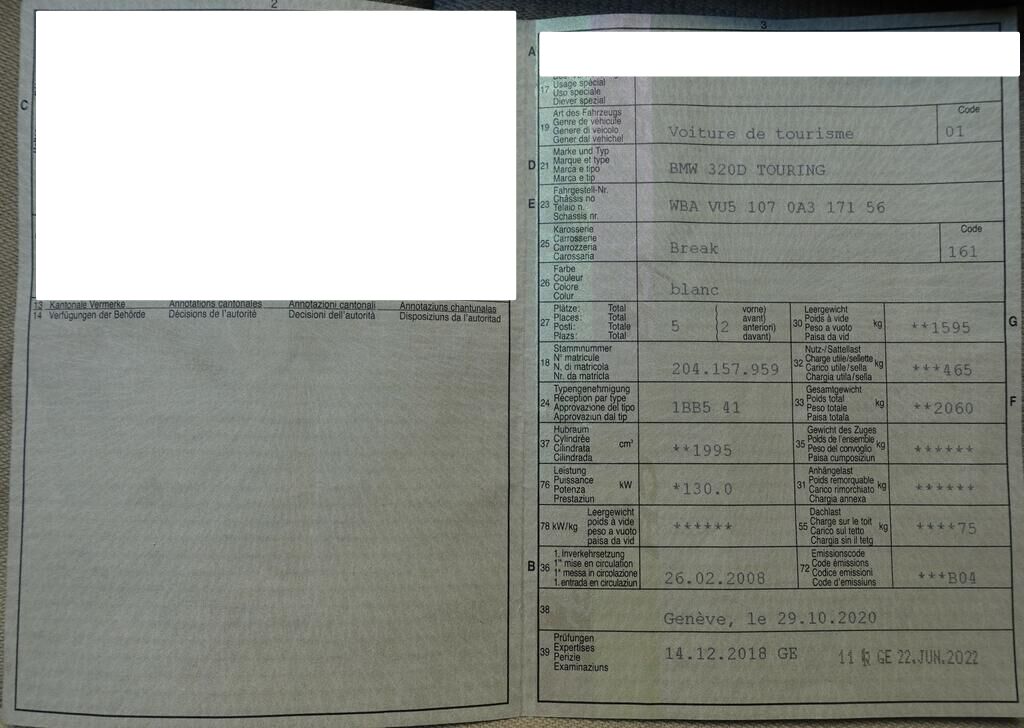 2
C
13 Kantonale Vermerke Annotations cantonales Annotazioni cantonali Annotaziuns chantunalas
14 Verfügungen der Behörde Décisions de l'autorité Decisioni dell'autorità Disposiziuns da l'autoritad
3
A
17 Usage spécial
Uso speciale
Diever spezial
19 Art des Fahrzeugs
Genre de véhicule
Genere di veicolo
Gener dal vehichel
Voiture de tourisme
Code
01
D 21 Marke und Typ
Marque et type
Marca e tipo
Marca e tip
BMW 320D TOURING
E 23 Fahrgestell-Nr.
Châssis no
Telaio n.
Schassis nr.
WBA VU5 107 0A3 171 56
25 Karosserie
Carrosserie
Carrozzeria
Carossaria
Break
Code
161
26 Farbe
Couleur
Colore
Colur
blanc
27 Plätze: Total
Places: Total
Posti: Totale
Plazs: Total
5 (2
vorne)
avant)
anteriori)
davant)
30 Leergewicht
Poids à vide
Peso a vuoto
Paisa da vid
kg
**1595
G
18 Stammnummer
N° matricule
N. di matricola
Nr. da matricla
204.157.959
32 Nutz-/Sattellast
Charge utile/sellette
Carico utile/sella
Chargia utila/sella
kg
***465
24 Typengenehmigung
Réception par type
Approvazione del tipo
Approvaziun dal tip
1BB5 41
33 Gesamtgewicht
Poids total
Peso totale
Paisa totala
kg
**2060
F
37 Hubraum
Cylindrée
Cilindrata
Cilindrada
cm³
**1995
35 Gewicht des Zuges
Poids de l'ensemble
Peso del convoglio
Paisa cumposiziun
kg
******
76 Leistung
Puissance
Potenza
Prestaziun
kW
*130.0
31 Anhängelast
Poids remorquable
Carico rimorchiato
Chargia annexa
kg
******
78 kW/kg Leergewicht
poids à vide
peso a vuoto
paisa da vid
******
55 Dachlast
Charge sur le toit
Carico sul tetto
Chargia sin il tetg
kg
****75
B 36 1. Inverkehrsetzung
1re mise en circulation
1a messa in circolazione
1. entrada en circulaziun
26.02.2008
72 Emissionscode
Code émissions
Codice emissioni
Code d'emissiuns
***B04
38
Genève, le 29.10.2020
39 Prüfungen
Expertises
Perizie
Examinaziuns
14.12.2018 GE
11 GE 22.JUN.2022